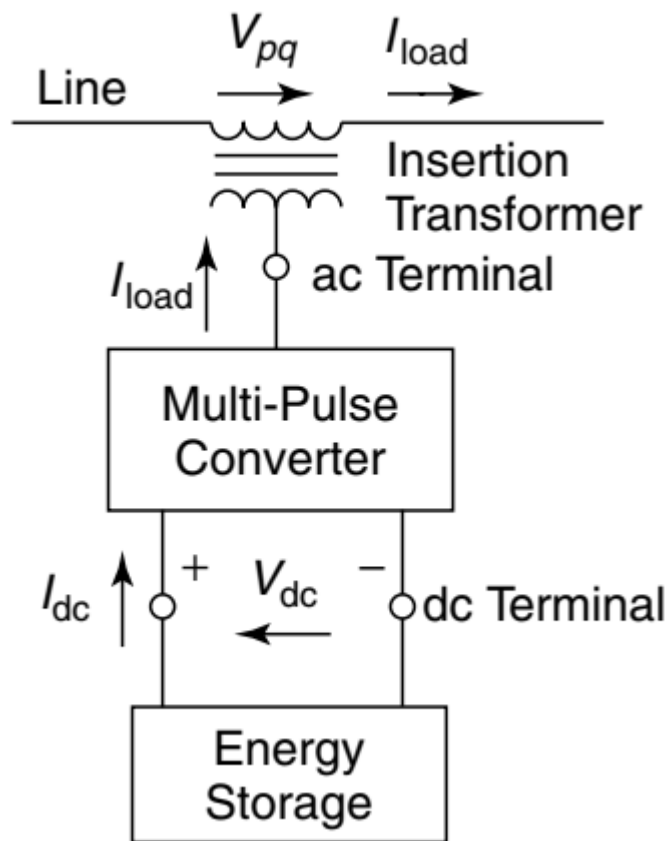 V_pq I_load
Line
Insertion
Transformer
I_load
ac Terminal
Multi-Pulse
Converter
+ V_dc −
I_dc
dc Terminal
Energy
Storage